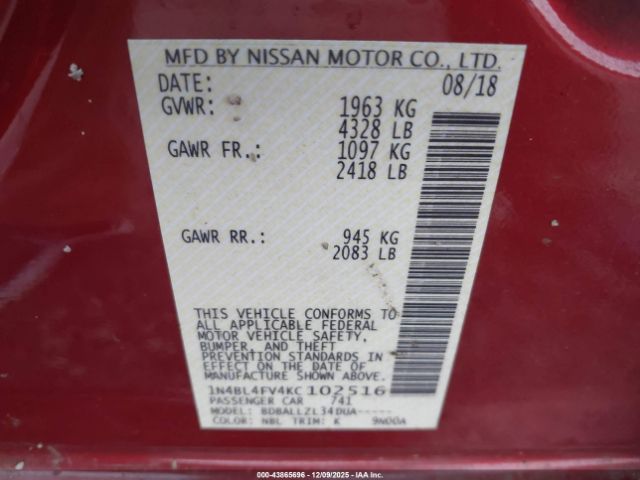 MFD BY NISSAN MOTOR CO., LTD.
DATE: 08/18
GVWR: 1963 KG
4328 LB
GAWR FR.: 1097 KG
2418 LB
GAWR RR.: 945 KG
2083 LB
THIS VEHICLE CONFORMS TO
ALL APPLICABLE FEDERAL
MOTOR VEHICLE SAFETY,
BUMPER, AND THEFT
PREVENTION STANDARDS IN
EFFECT ON THE DATE OF
MANUFACTURE SHOWN ABOVE.
1N4BL4FV4KC102516
PASSENGER CAR 741
MODEL: BDBALLZL34DUA-----
COLOR: NBL TRIM: K 9N00A
000-43865696 - 12/09/2025 - IAAI.COM